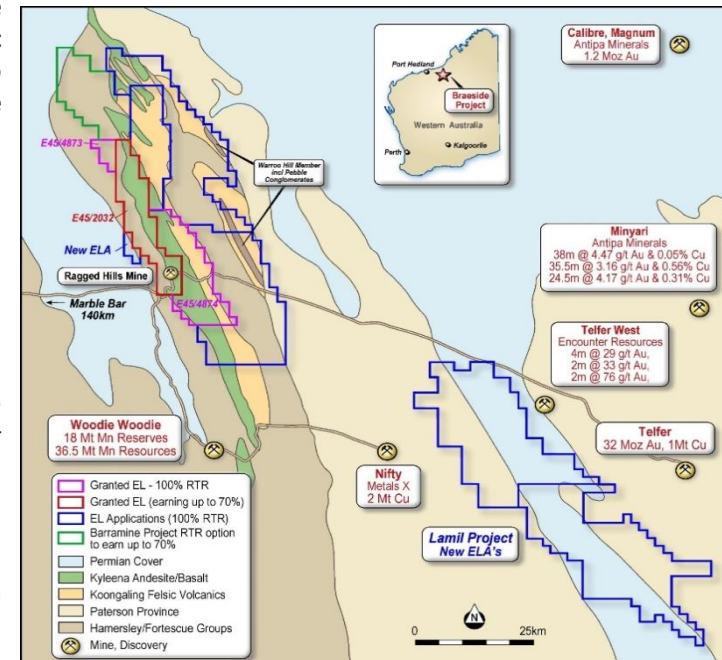 Calibre, Magnum
Antipa Minerals
1.2 Moz Au
Port Hedland
Braeside
Project
Western Australia
Perth
Kalgoorlie
E45/4873
Warroo Hill Member
incl Pebble
Conglomerates
E45/2032
New ELA
Ragged Hills Mine
E45/4874
Marble Bar
140km
Minyari
Antipa Minerals
38m @ 4.47 g/t Au & 0.05% Cu
35.5m @ 3.16 g/t Au & 0.56% Cu
24.5m @ 4.17 g/t Au & 0.31% Cu
Telfer West
Encounter Resources
4m @ 29 g/t Au,
2m @ 33 g/t Au,
2m @ 76 g/t Au,
Telfer
32 Moz Au, 1Mt Cu
Woodie Woodie
18 Mt Mn Reserves
36.5 Mt Mn Resources
Nifty
Metals X
2 Mt Cu
Lamil Project
New ELA's
Granted EL - 100% RTR
Granted EL (earning up to 70%)
EL Applications (100% RTR)
Barramine Project RTR option
to earn up to 70%
Permian Cover
Kyleena Andesite/Basalt
Koongaling Felsic Volcanics
Paterson Province
Hamersley/Fortescue Groups
Mine, Discovery
N
0 25km